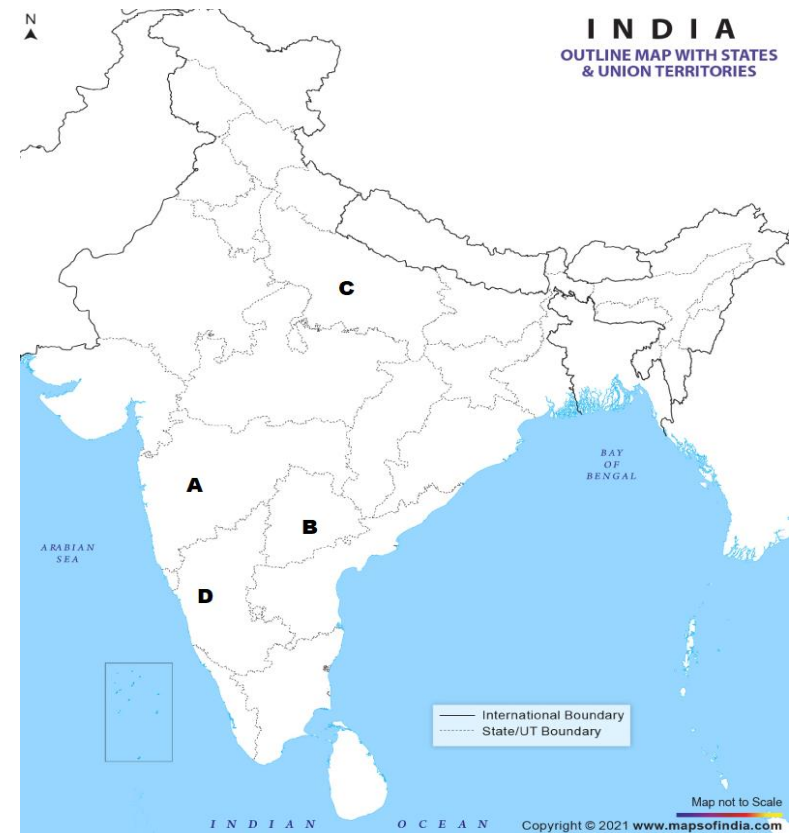 N
INDIA
OUTLINE MAP WITH STATES
& UNION TERRITORIES
C
A
B
D
ARABIAN
SEA
BAY
OF
BENGAL
International Boundary
State/UT Boundary
Map not to Scale
INDIAN OCEAN
Copyright © 2021 www.mapsofindia.com